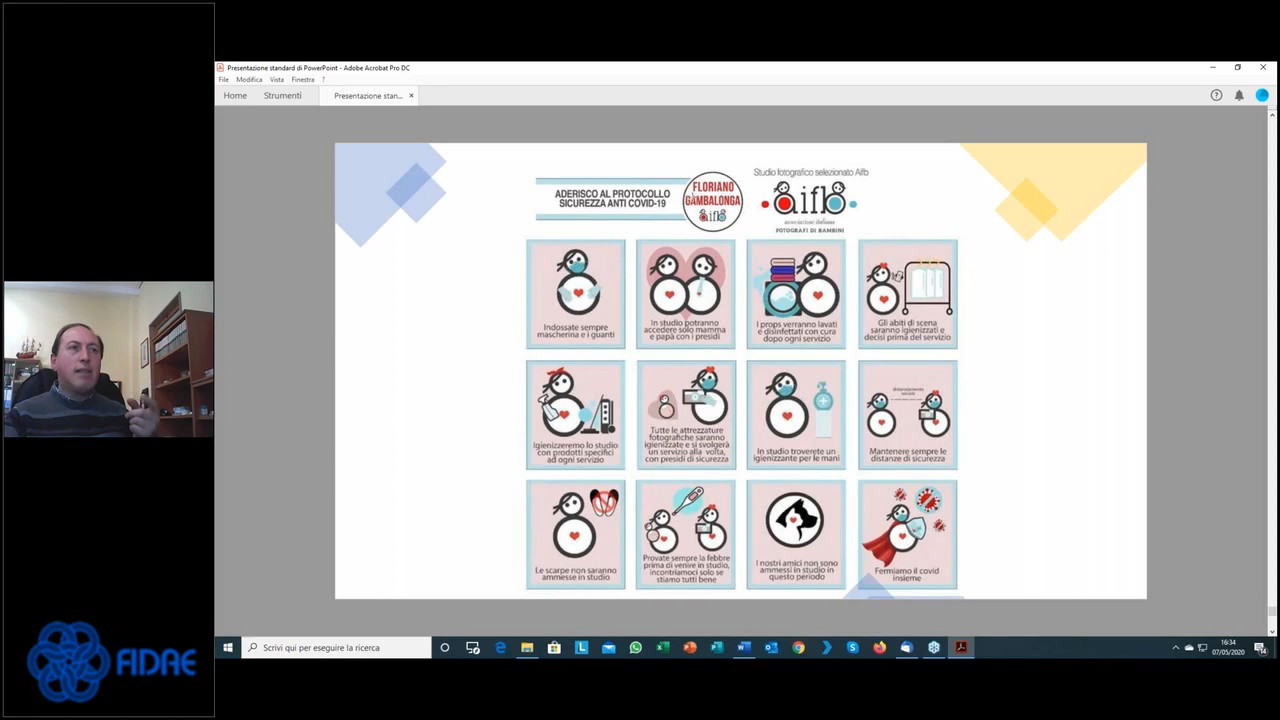 Presentazione standard di PowerPoint - Adobe Acrobat Pro DC
File Modifica Vista Finestra ?
Home Strumenti Presentazione stan... ×
ADERISCO AL PROTOCOLLO
SICUREZZA ANTI COVID-19
FLORIANO
GAMBALONGA
aifb
Studio fotografico selezionato Aifb
aifb
associazione italiana
FOTOGRAFI DI BAMBINI
Indossate sempre
mascherina e i guanti
In studio potranno
accedere solo mamma
e papà con i presidi
I props verranno lavati
e disinfettati con cura
dopo ogni servizio
Gli abiti di scena
saranno igienizzati e
decisi prima del servizio
Igienizzeremo lo studio
con prodotti specifici
ad ogni servizio
Tutte le attrezzature
fotografiche saranno
igienizzate e si svolgerà
un servizio alla volta,
con presidi di sicurezza
In studio troverete un
igienizzante per le mani
distanziamento
sociale
Mantenere sempre le
distanze di sicurezza
Le scarpe non saranno
ammesse in studio
Provate sempre la febbre
prima di venire in studio,
incontriamoci solo se
stiamo tutti bene
I nostri amici non sono
ammessi in studio in
questo periodo
Fermiamo il covid
insieme
FIDAE
Scrivi qui per eseguire la ricerca
16:34
07/05/2020